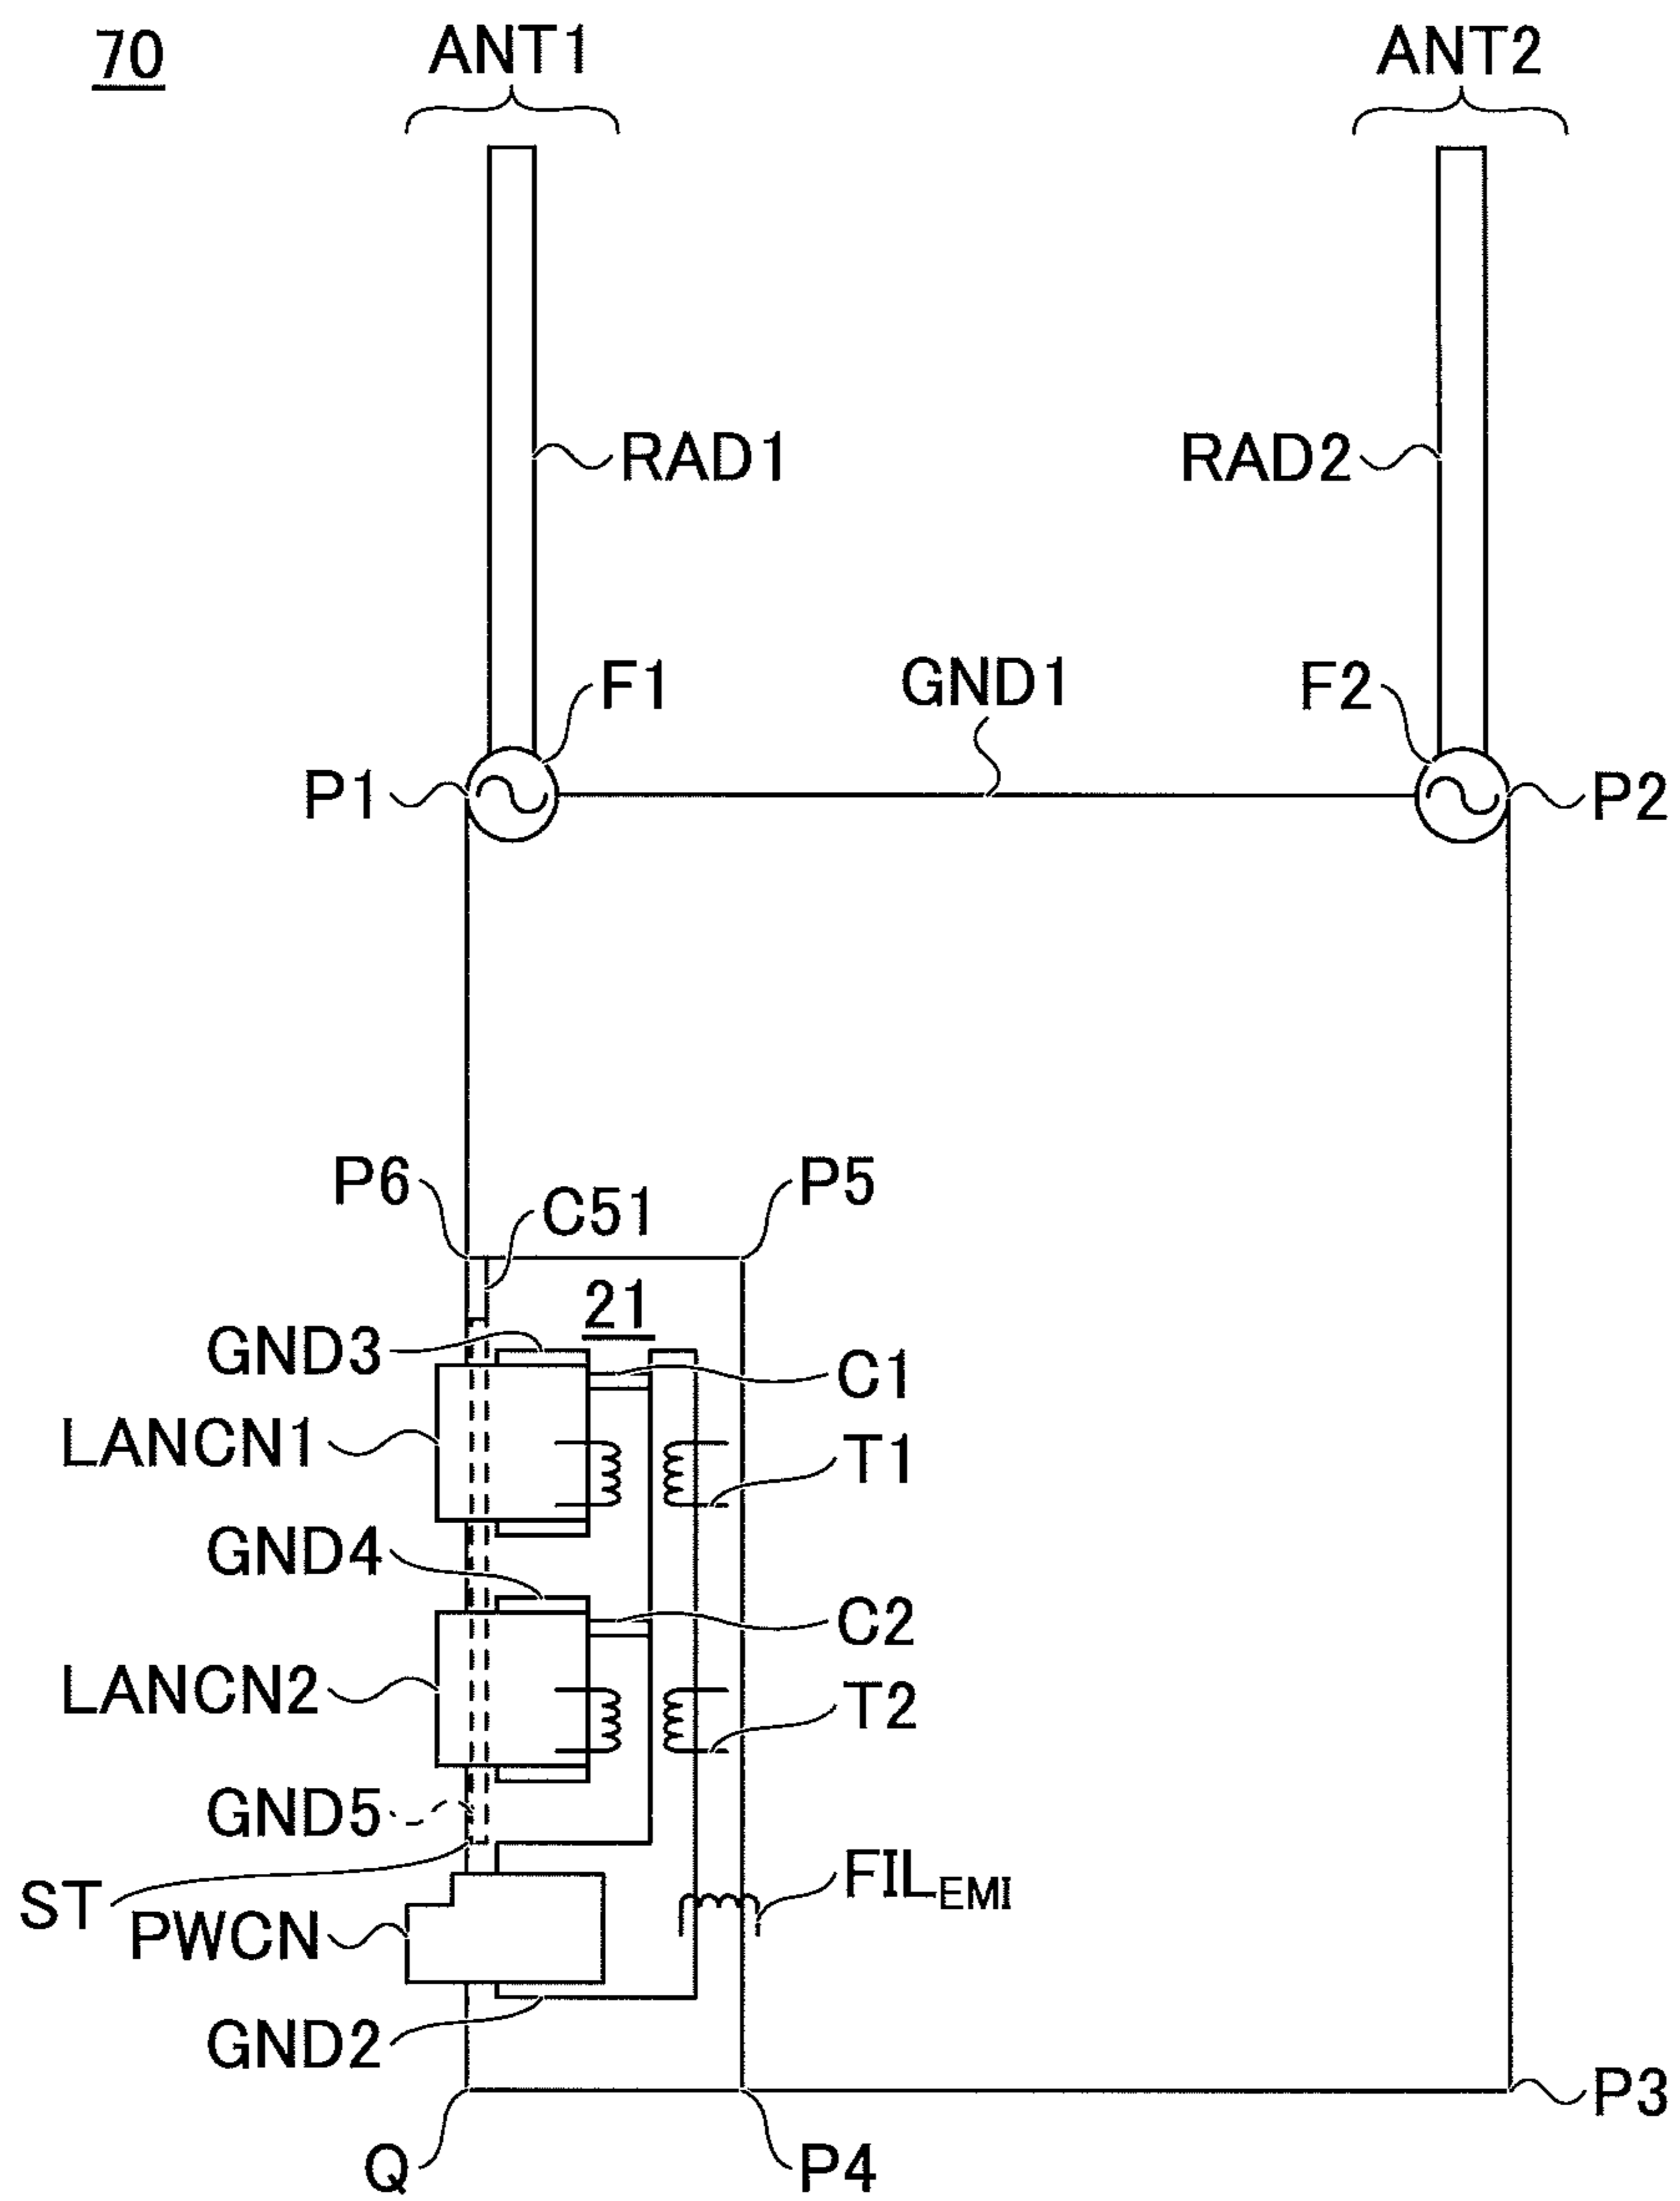 70
ANT1
ANT2
RAD1
RAD2
F1
GND1
F2
P1
P2
P6
P5
C51
21
GND3
C1
LANCN1
T1
GND4
C2
LANCN2
T2
GND5
FILEMI
ST
PWCN
GND2
P3
Q
P4